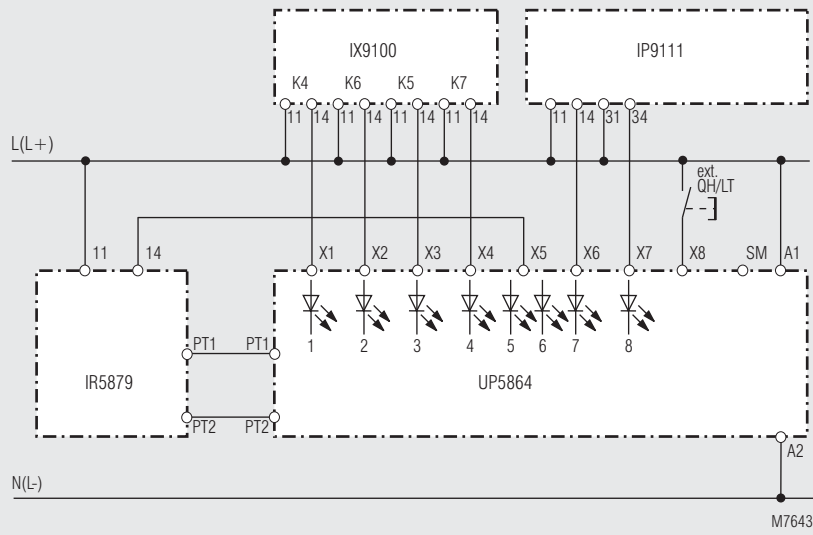 IX9100 IP9111
K4 K6 K5 K7
11 14 11 14 11 14 11 14 11 14 31 34
L(L+)
ext.
QH/LT
11 14 X1 X2 X3 X4 X5 X6 X7 X8 SM A1
1 2 3 4 5 6 7 8
PT1 PT1
IR5879 UP5864
PT2 PT2
A2
N(L-)
M7643